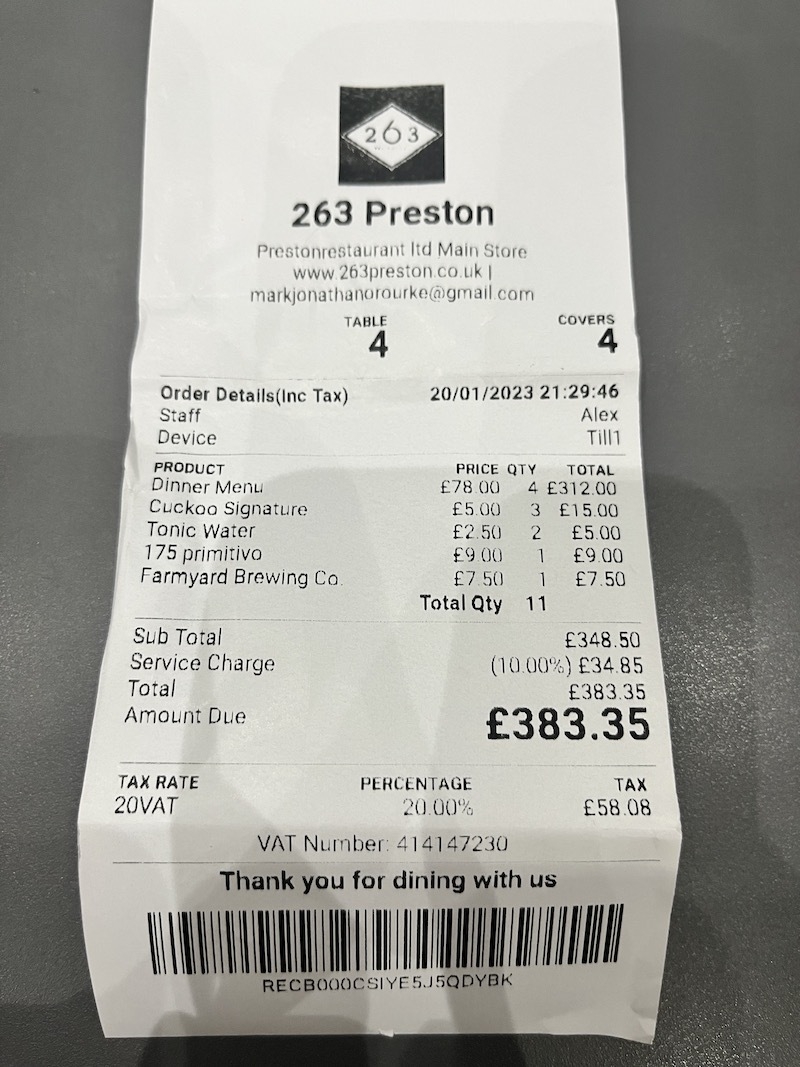 263
263 Preston
Prestonrestaurant ltd Main Store
www.263preston.co.uk |
markjonathanorourke@gmail.com
TABLE COVERS
4 4
Order Details(Inc Tax) 20/01/2023 21:29:46
Staff Alex
Device Till1
PRODUCT PRICE QTY TOTAL
Dinner Menu £78.00 4 £312.00
Cuckoo Signature £5.00 3 £15.00
Tonic Water £2.50 2 £5.00
175 primitivo £9.00 1 £9.00
Farmyard Brewing Co. £7.50 1 £7.50
Total Qty 11
Sub Total £348.50
Service Charge (10.00%) £34.85
Total £383.35
Amount Due £383.35
TAX RATE PERCENTAGE TAX
20VAT 20.00% £58.08
VAT Number: 414147230
Thank you for dining with us
RECB000CSIYE5J5QDYBK